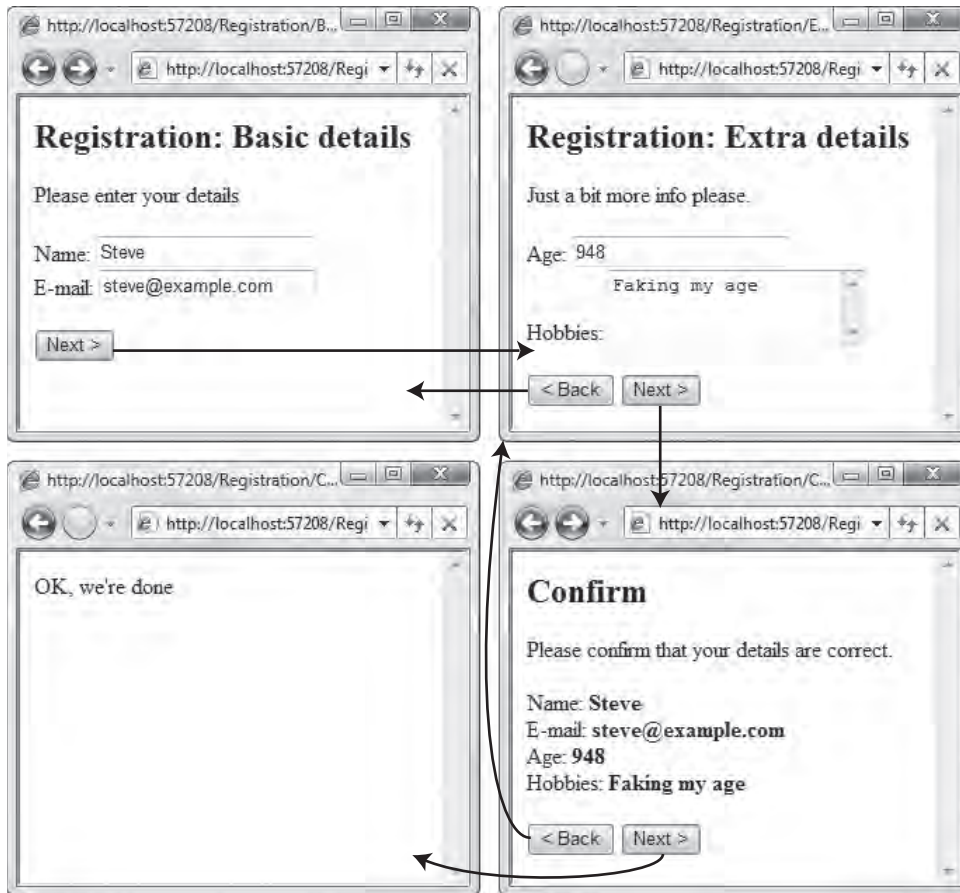 http://localhost:57208/Registration/B...
http://localhost:57208/Regi
Registration: Basic details
Please enter your details
Name: Steve
E-mail: steve@example.com
Next >
http://localhost:57208/Registration/E...
http://localhost:57208/Regi
Registration: Extra details
Just a bit more info please.
Age: 948
Faking my age
Hobbies:
< Back Next >
http://localhost:57208/Registration/C...
http://localhost:57208/Regi
OK, we're done
http://localhost:57208/Registration/C...
http://localhost:57208/Regi
Confirm
Please confirm that your details are correct.
Name: Steve
E-mail: steve@example.com
Age: 948
Hobbies: Faking my age
< Back Next >